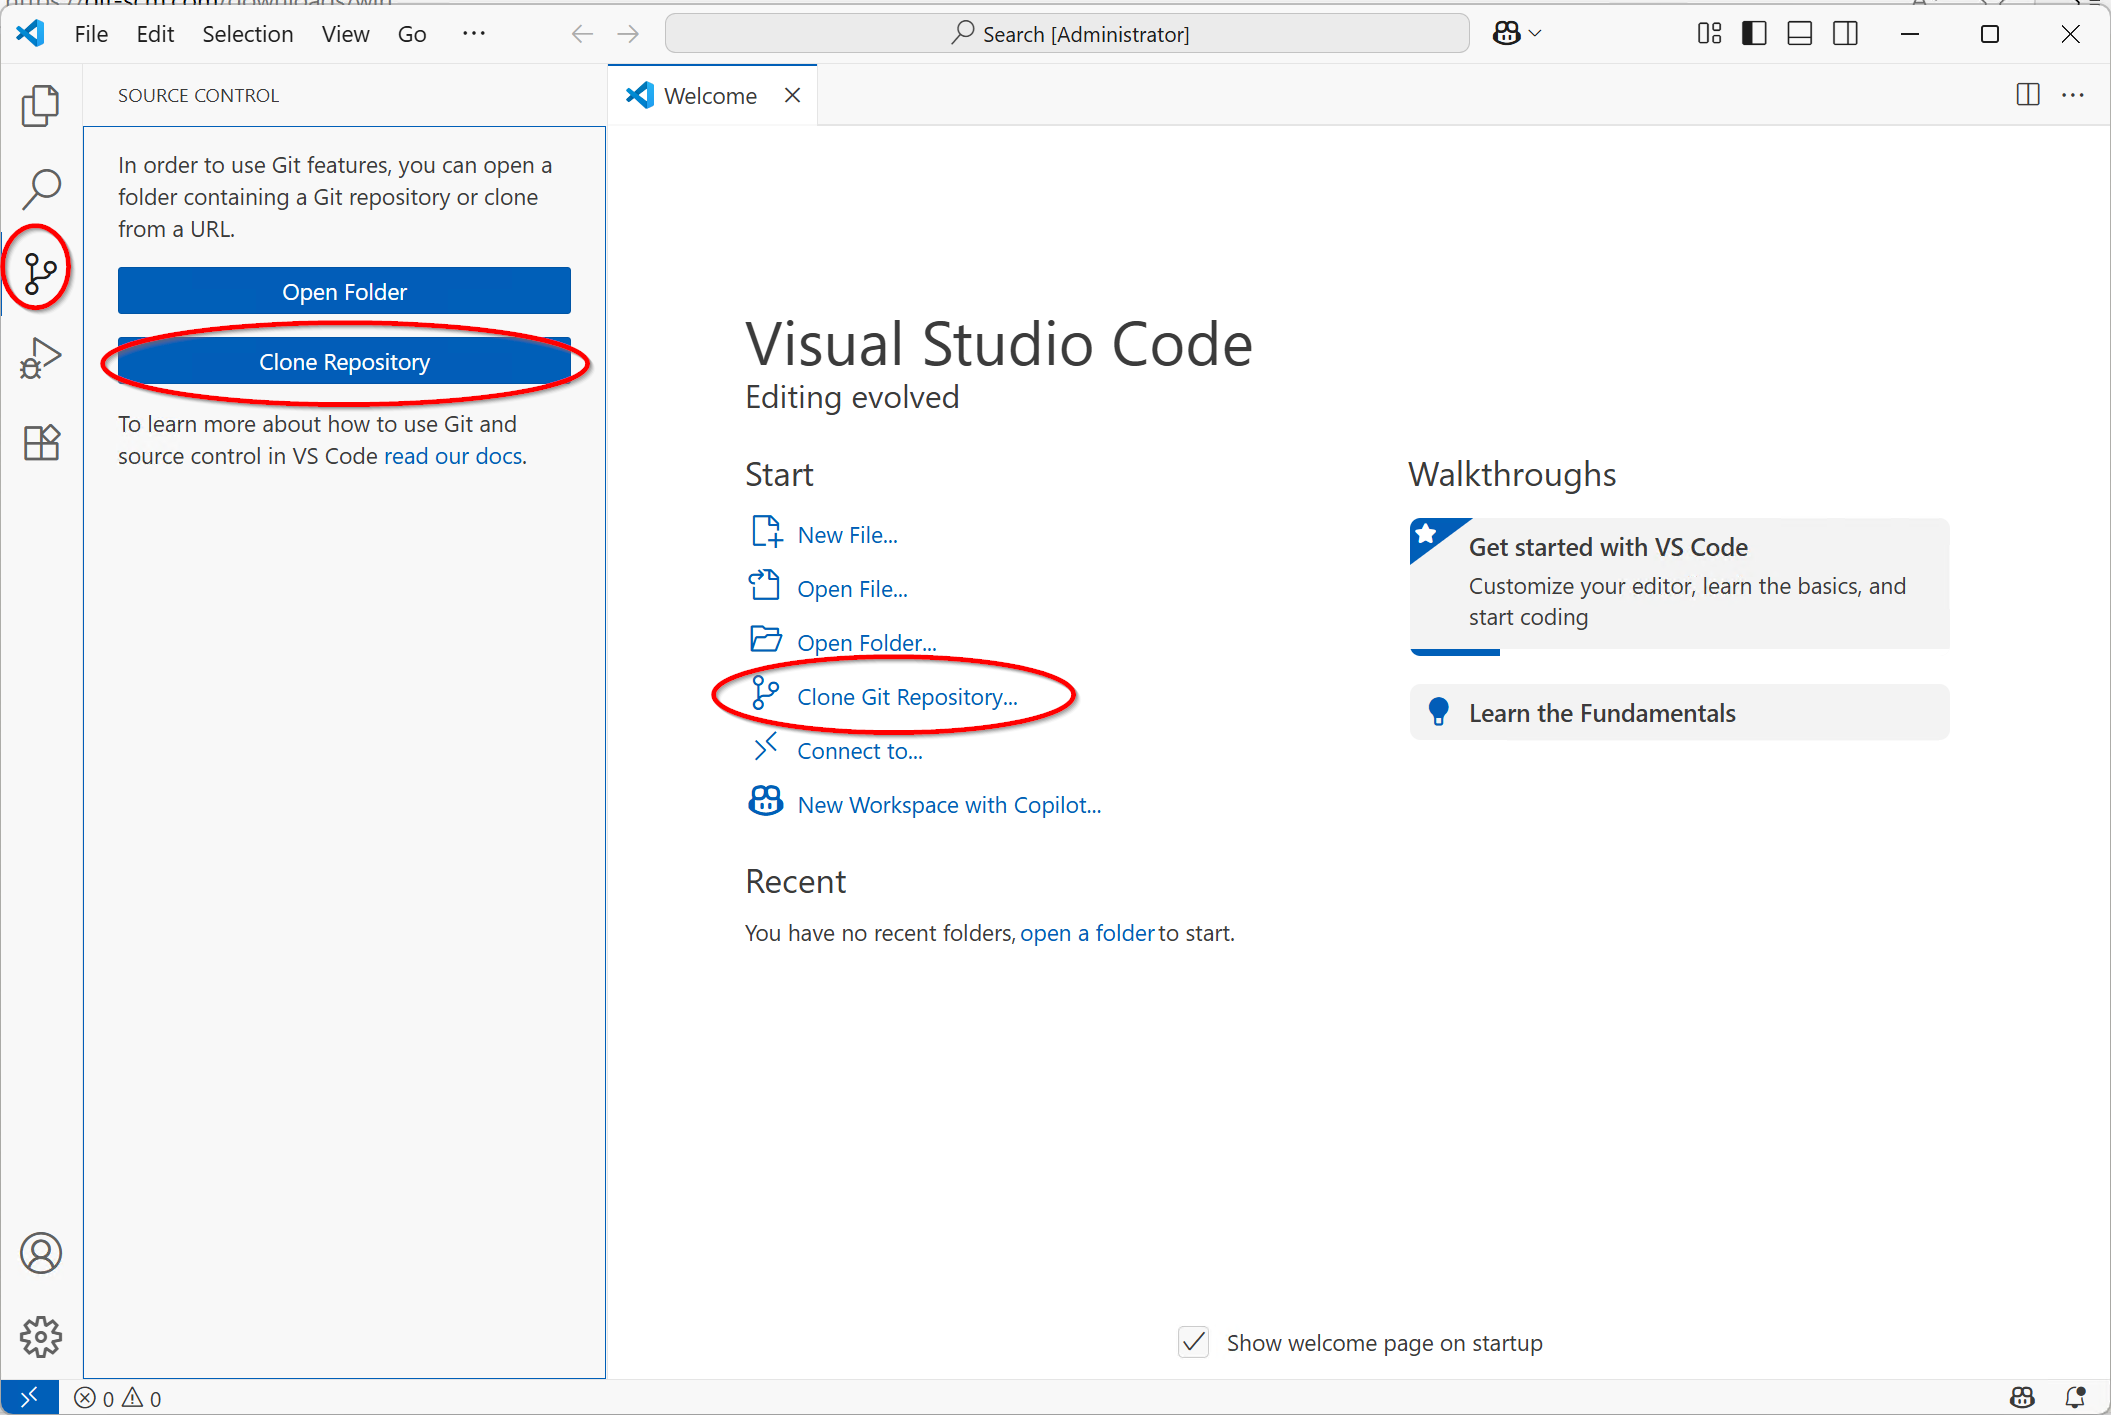 File Edit Selection View Go ···
Search [Administrator]
SOURCE CONTROL
Welcome
In order to use Git features, you can open a
folder containing a Git repository or clone
from a URL.
Open Folder
Clone Repository
To learn more about how to use Git and
source control in VS Code read our docs.
Visual Studio Code
Editing evolved
Start
New File...
Open File...
Open Folder...
Clone Git Repository...
Connect to...
New Workspace with Copilot...
Recent
You have no recent folders, open a folder to start.
Walkthroughs
Get started with VS Code
Customize your editor, learn the basics, and
start coding
Learn the Fundamentals
Show welcome page on startup
0 0